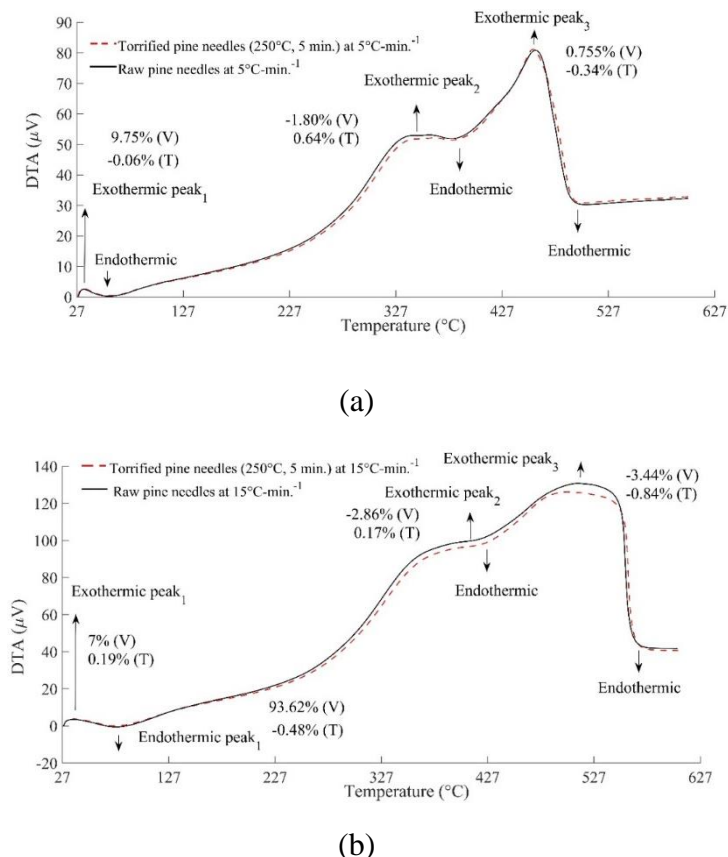 90
80
70
60
50
40
30
20
10
0
DTA (µV)
Torrified pine needles (250°C, 5 min.) at 5°C-min.⁻¹
Raw pine needles at 5°C-min.⁻¹
Exothermic peak₃
0.755% (V)
-0.34% (T)
Exothermic peak₂
-1.80% (V)
0.64% (T)
9.75% (V)
-0.06% (T)
Exothermic peak₁
Endothermic
Endothermic
Endothermic
27 127 227 327 427 527 627
Temperature (°C)
(a)
140
120
100
80
60
40
20
0
-20
DTA (µV)
Torrified pine needles (250°C, 5 min.) at 15°C-min.⁻¹
Raw pine needles at 15°C-min.⁻¹
Exothermic peak₃
-3.44% (V)
-0.84% (T)
Exothermic peak₂
-2.86% (V)
0.17% (T)
Exothermic peak₁
7% (V)
0.19% (T)
Endothermic
Endothermic
93.62% (V)
-0.48% (T)
Endothermic peak₁
27 127 227 327 427 527 627
Temperature (°C)
(b)